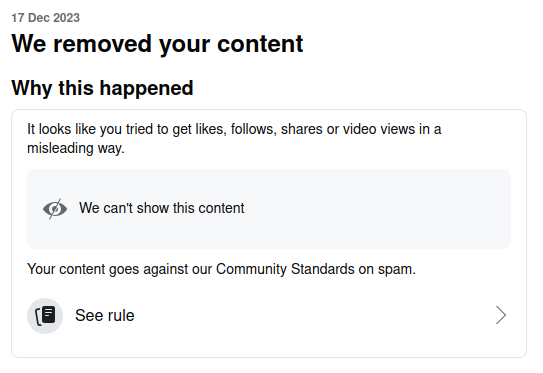 17 Dec 2023
We removed your content
Why this happened
It looks like you tried to get likes, follows, shares or video views in a
misleading way.
We can't show this content
Your content goes against our Community Standards on spam.
See rule